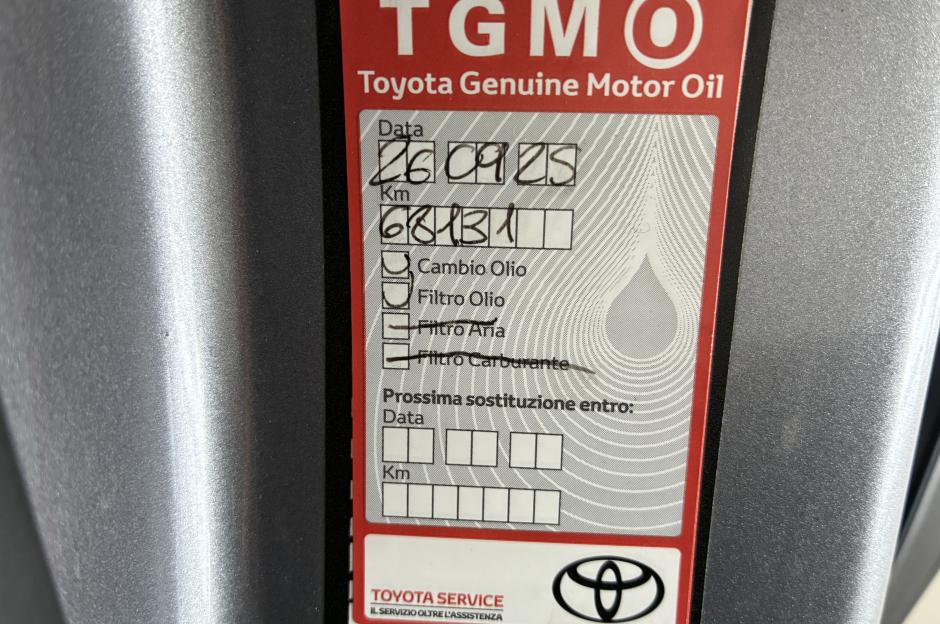 TGMO
Toyota Genuine Motor Oil
Data
26 09 25
Km
68131
Cambio Olio
Filtro Olio
Filtro Aria
Filtro Carburante
Prossima sostituzione entro:
Data
Km
TOYOTA SERVICE
IL SERVIZIO OLTRE L'ASSISTENZA